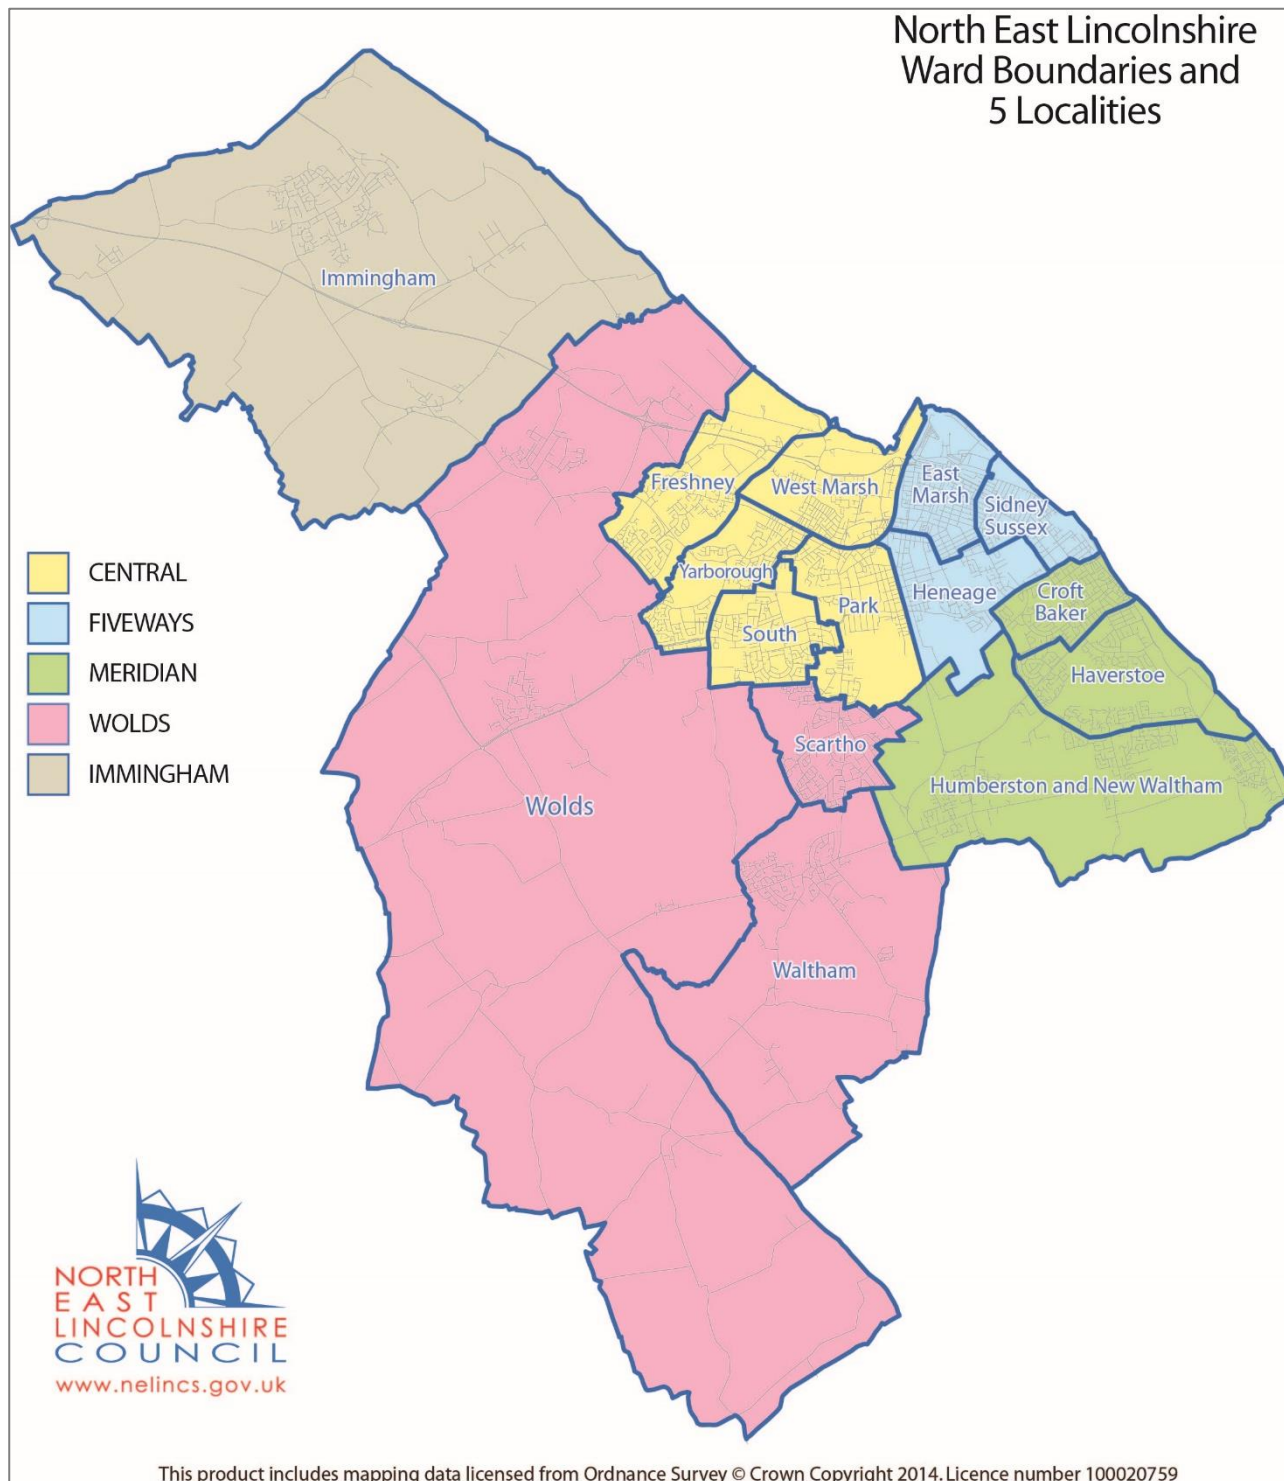 North East Lincolnshire
Ward Boundaries and
5 Localities
Immingham
Freshney
West Marsh
East
Marsh
Sidney
Sussex
Yarborough
Heneage
Croft
Baker
Park
South
Haverstoe
Scartho
Humberston and New Waltham
Wolds
Waltham
CENTRAL
FIVEWAYS
MERIDIAN
WOLDS
IMMINGHAM
NORTH
EAST
LINCOLNSHIRE
COUNCIL
www.nelincs.gov.uk
This product includes mapping data licensed from Ordnance Survey © Crown Copyright 2014. Licence number 100020759